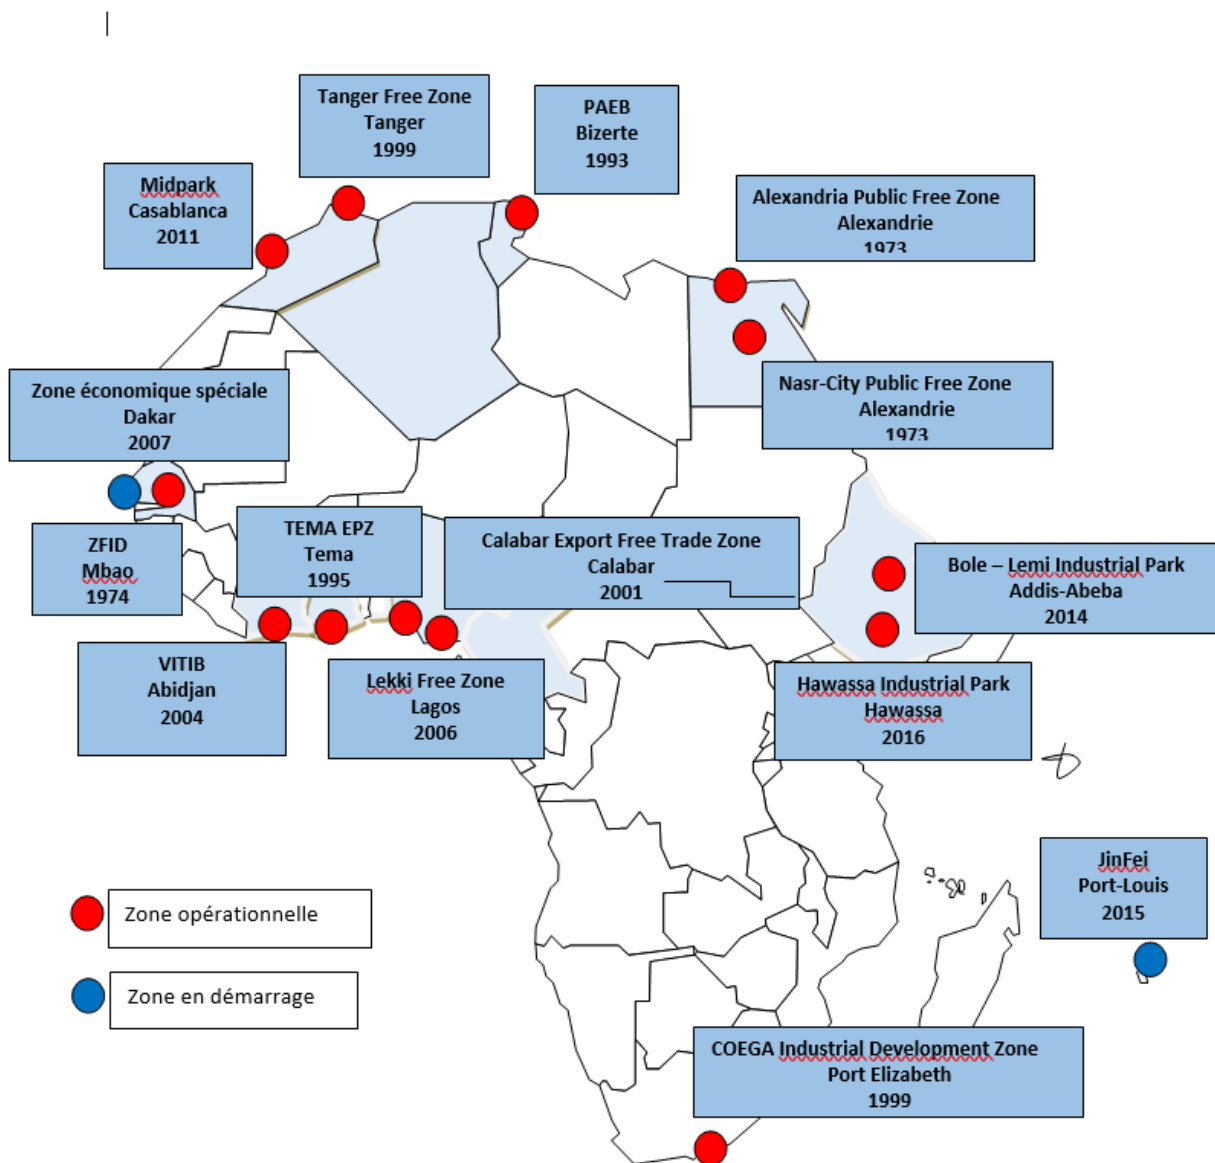 Tanger Free Zone
Tanger
1999
PAEB
Bizerte
1993
Midpark
Casablanca
2011
Alexandria Public Free Zone
Alexandrie
1973
Zone économique spéciale
Dakar
2007
Nasr-City Public Free Zone
Alexandrie
1973
ZFID
Mbao
1974
TEMA EPZ
Tema
1995
Calabar Export Free Trade Zone
Calabar
2001
Bole – Lemi Industrial Park
Addis-Abeba
2014
VITIB
Abidjan
2004
Lekki Free Zone
Lagos
2006
Hawassa Industrial Park
Hawassa
2016
JinFei
Port-Louis
2015
Zone opérationnelle
Zone en démarrage
COEGA Industrial Development Zone
Port Elizabeth
1999